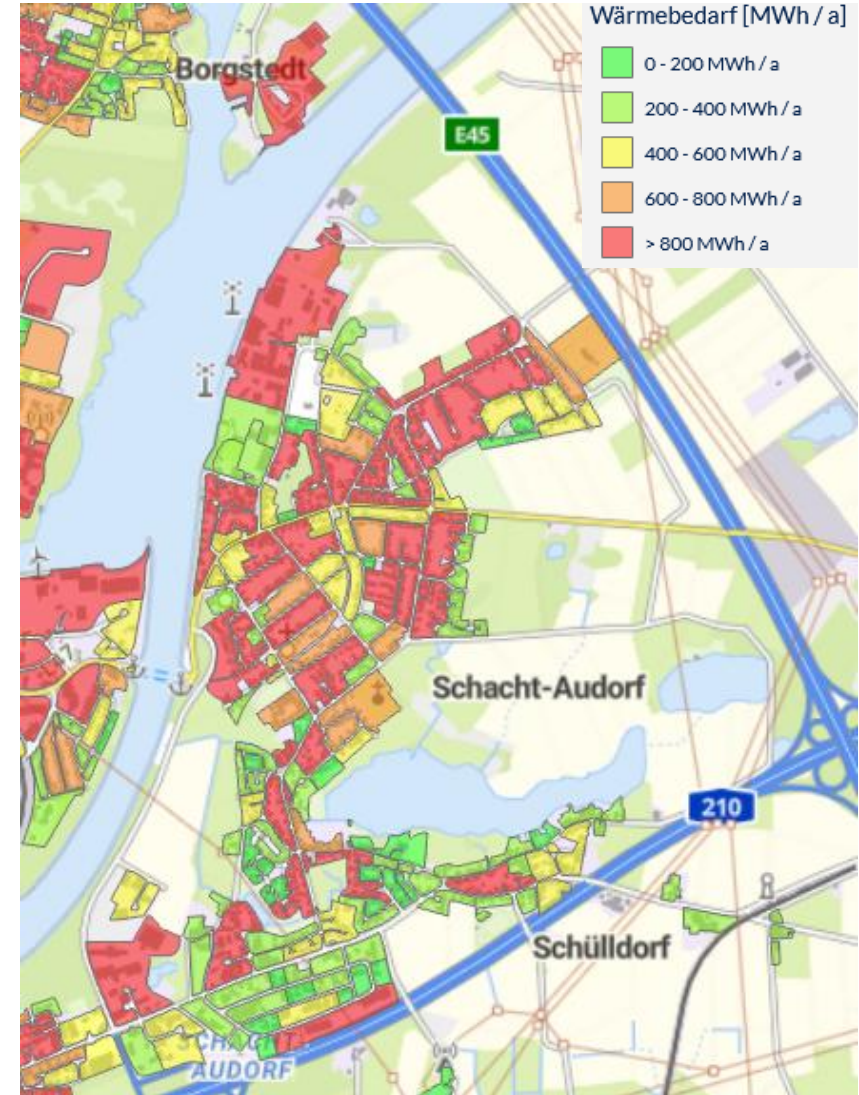 Wärmebedarf [MWh / a]
0 - 200 MWh / a
200 - 400 MWh / a
400 - 600 MWh / a
600 - 800 MWh / a
> 800 MWh / a
Borgstedt
E45
Schacht-Audorf
210
Schülldorf
SCHACHT-
AUDORF